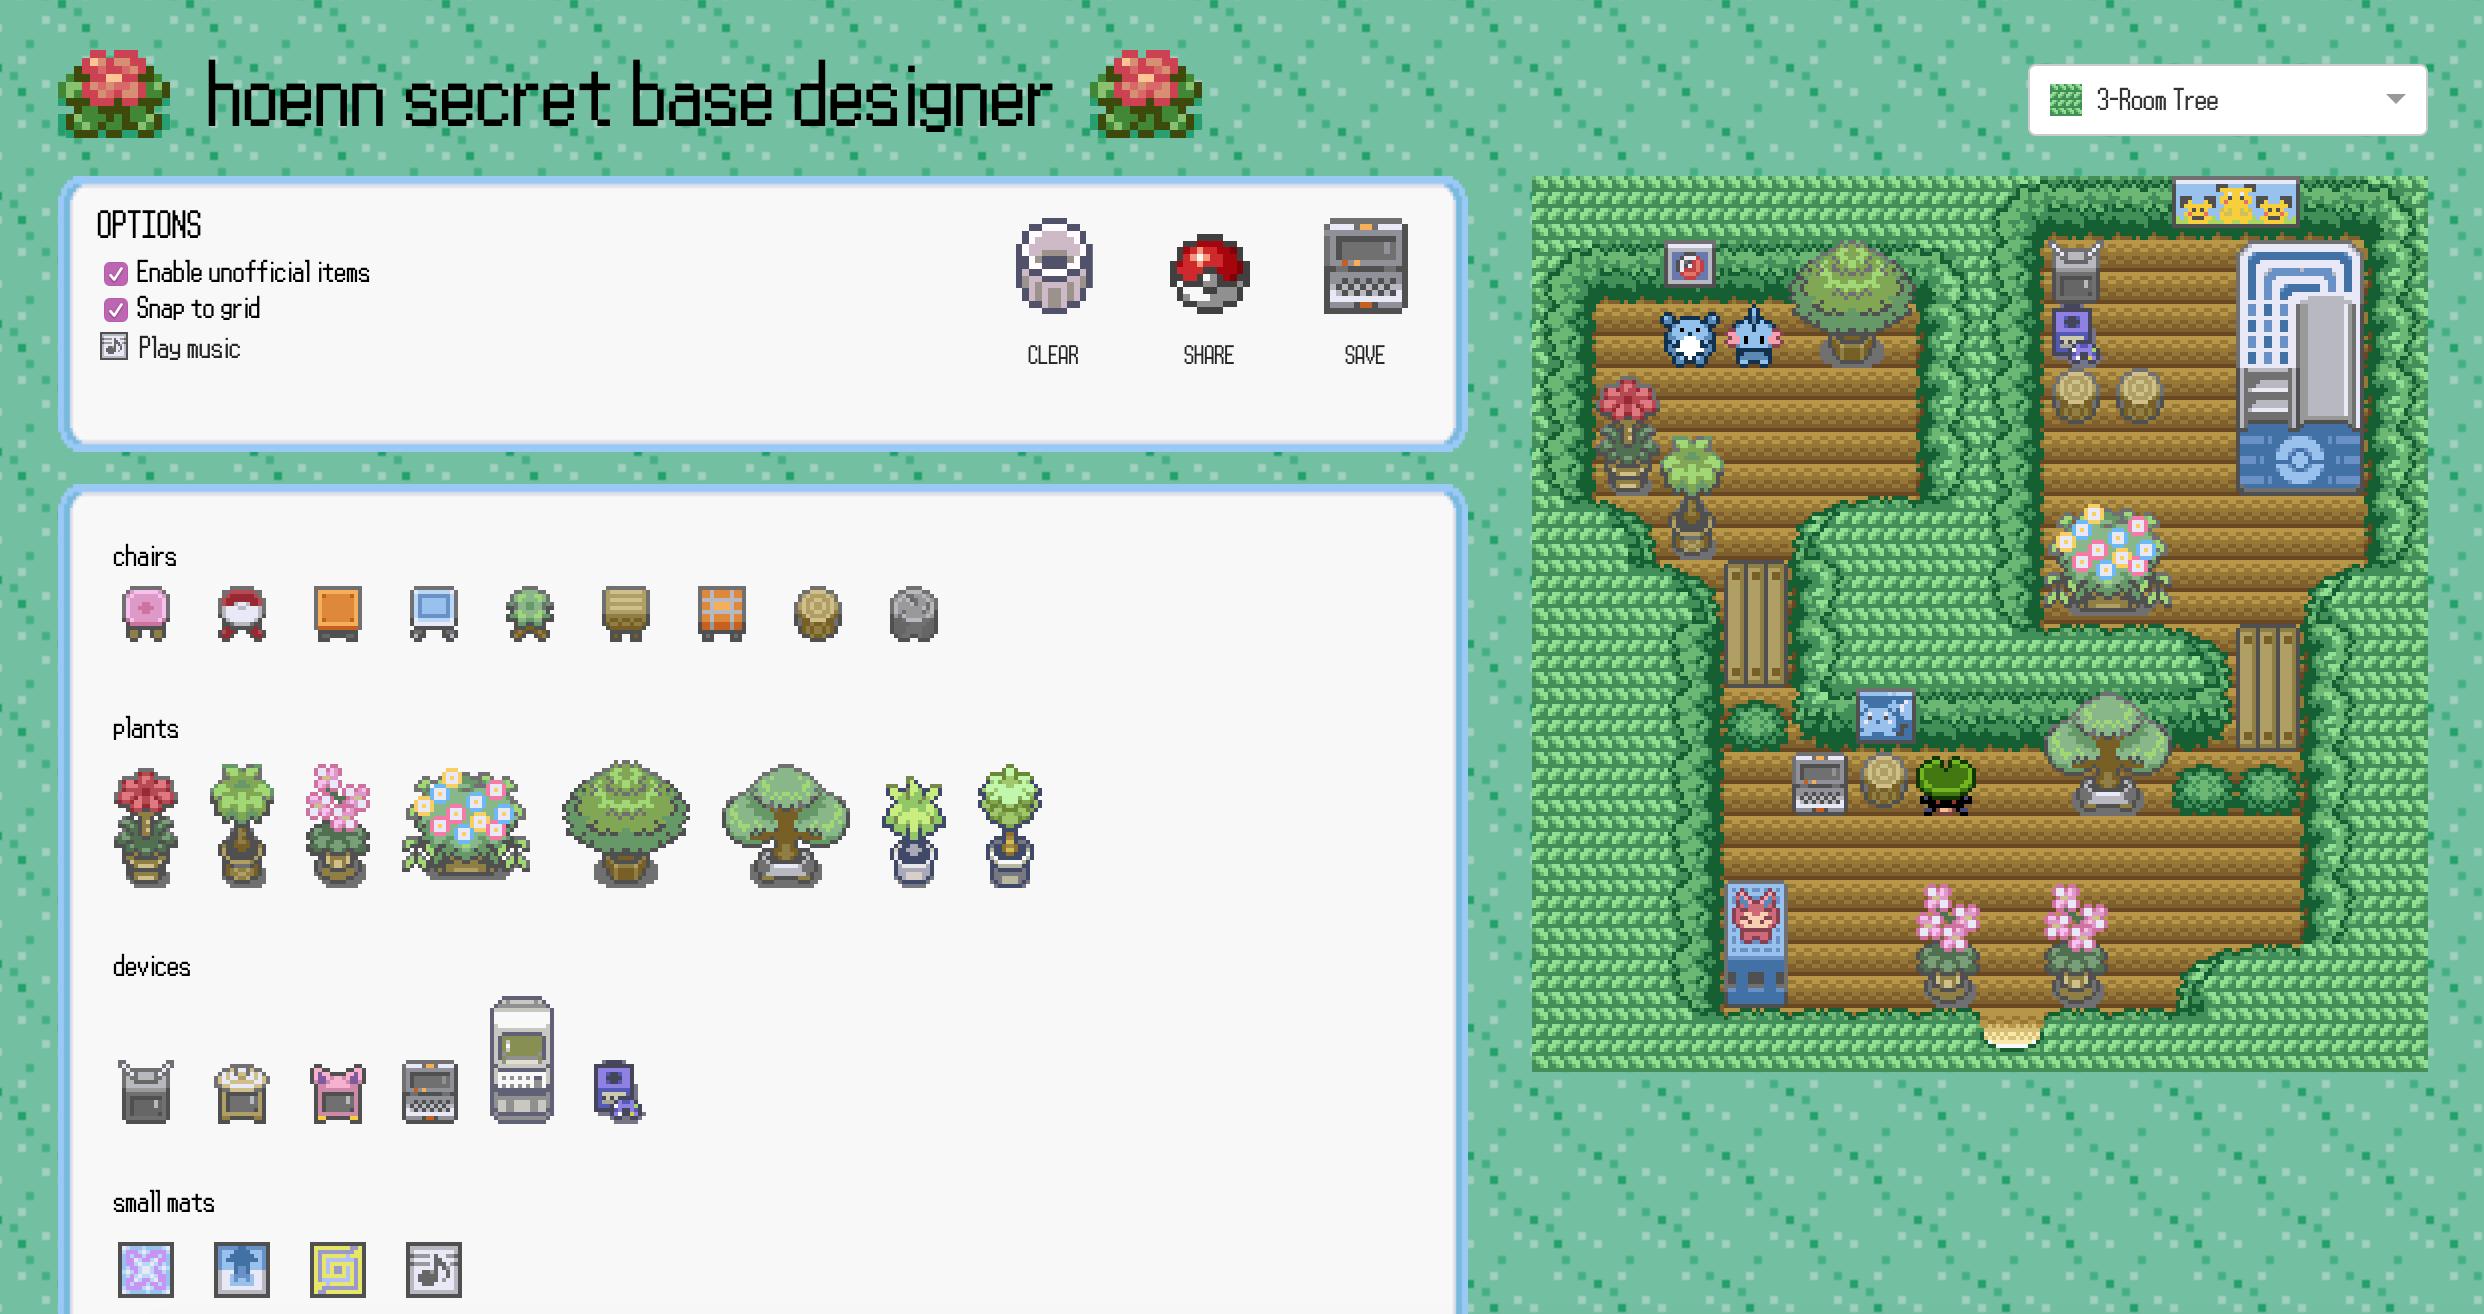 hoenn secret base designer
3-Room Tree
OPTIONS
Enable unofficial items
Snap to grid
Play music
CLEAR
SHARE
SAVE
chairs
plants
devices
small mats